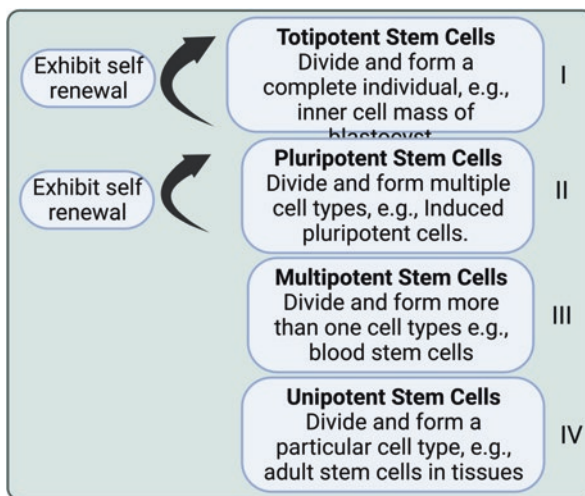 Totipotent Stem Cells
Divide and form a
complete individual, e.g.,
inner cell mass of
blastocyst
Exhibit self
renewal
I
Pluripotent Stem Cells
Divide and form multiple
cell types, e.g., Induced
pluripotent cells.
Exhibit self
renewal
II
Multipotent Stem Cells
Divide and form more
than one cell types e.g.,
blood stem cells
III
Unipotent Stem Cells
Divide and form a
particular cell type, e.g.,
adult stem cells in tissues
IV